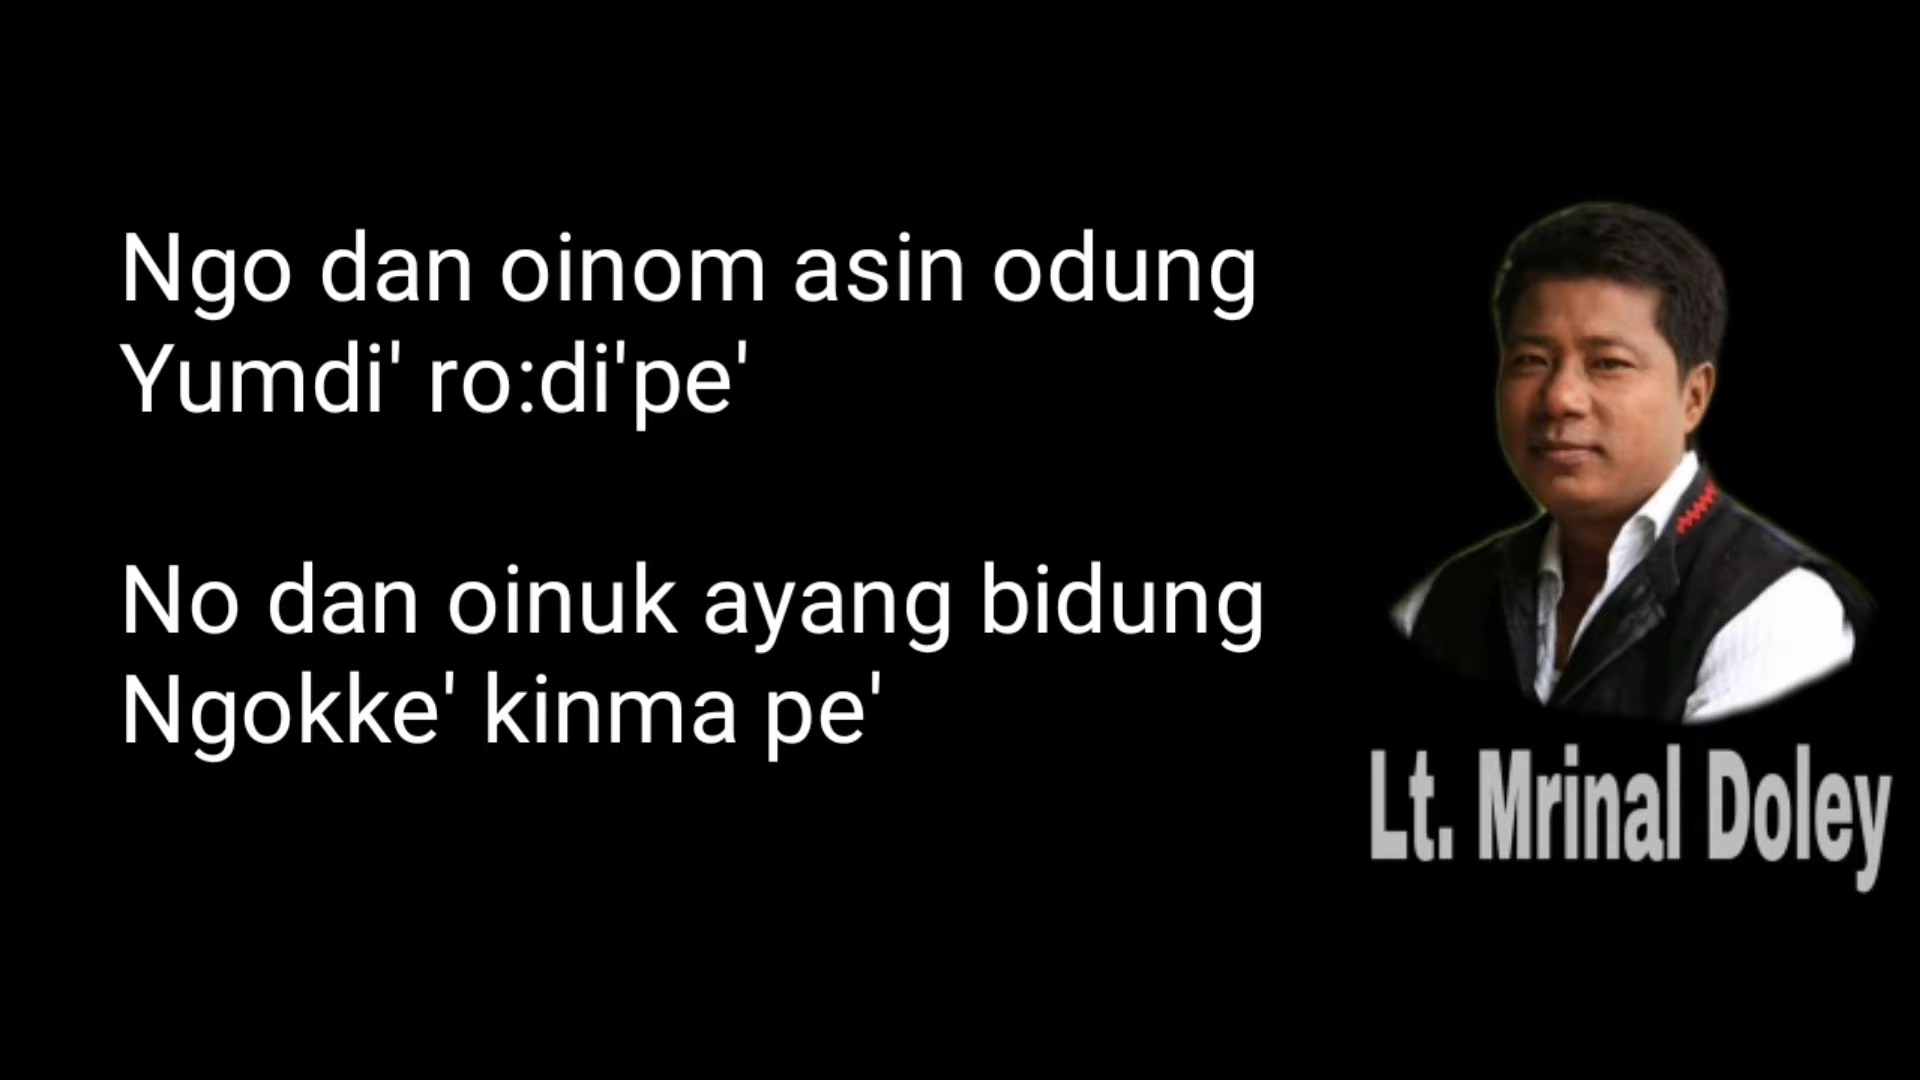 Ngo dan oinom asin odung
Yumdi' ro:di'pe'
No dan oinuk ayang bidung
Ngokke' kinma pe'
Lt. Mrinal Doley